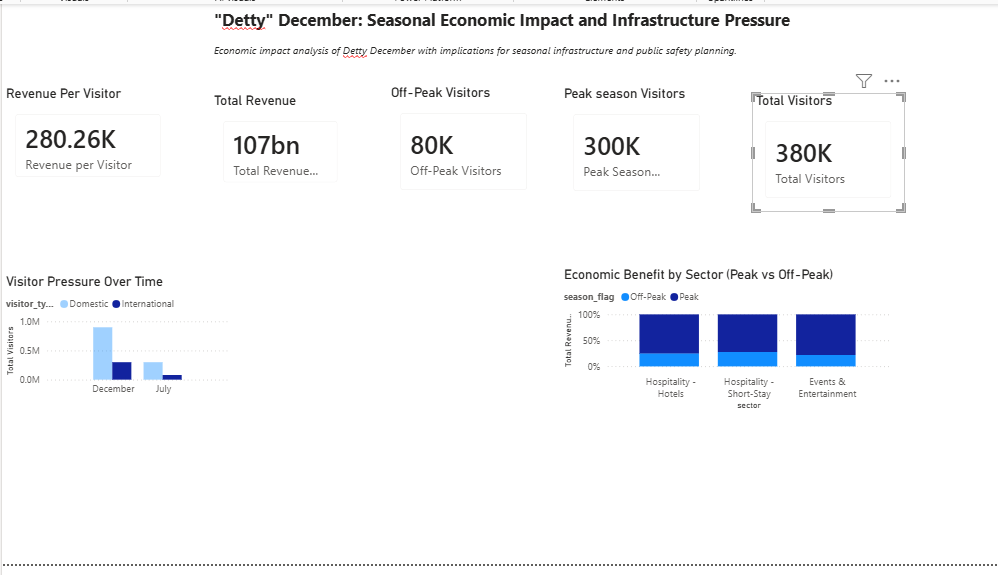 "Detty" December: Seasonal Economic Impact and Infrastructure Pressure
Economic impact analysis of Detty December with implications for seasonal infrastructure and public safety planning.
Revenue Per Visitor
280.26K
Revenue per Visitor
Total Revenue
107bn
Total Revenue...
Off-Peak Visitors
80K
Off-Peak Visitors
Peak season Visitors
300K
Peak Season...
Total Visitors
380K
Total Visitors
Visitor Pressure Over Time
visitor_ty... Domestic International
Total Visitors
1.0M
0.5M
0.0M
December July
Economic Benefit by Sector (Peak vs Off-Peak)
season_flag Off-Peak Peak
Total Revenu...
100%
50%
0%
Hospitality - Hospitality - Events &
Hotels Short-Stay Entertainment
sector